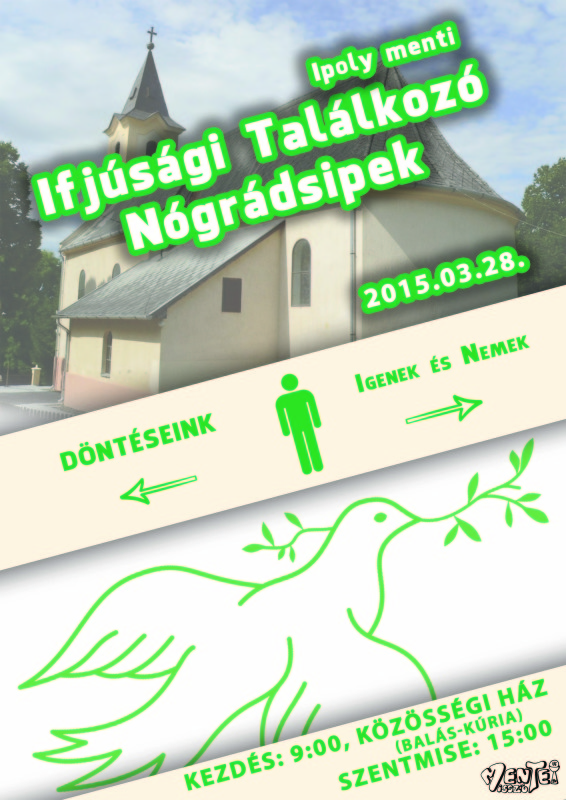 Ipoly menti
Ifjúsági Találkozó
Nógrádsipek
2015.03.28.
Igenek és Nemek
DÖNTÉSEINK
KEZDÉS: 9:00, KÖZÖSSÉGI HÁZ
(BALÁS-KÚRIA)
SZENTMISE: 15:00
MENTE